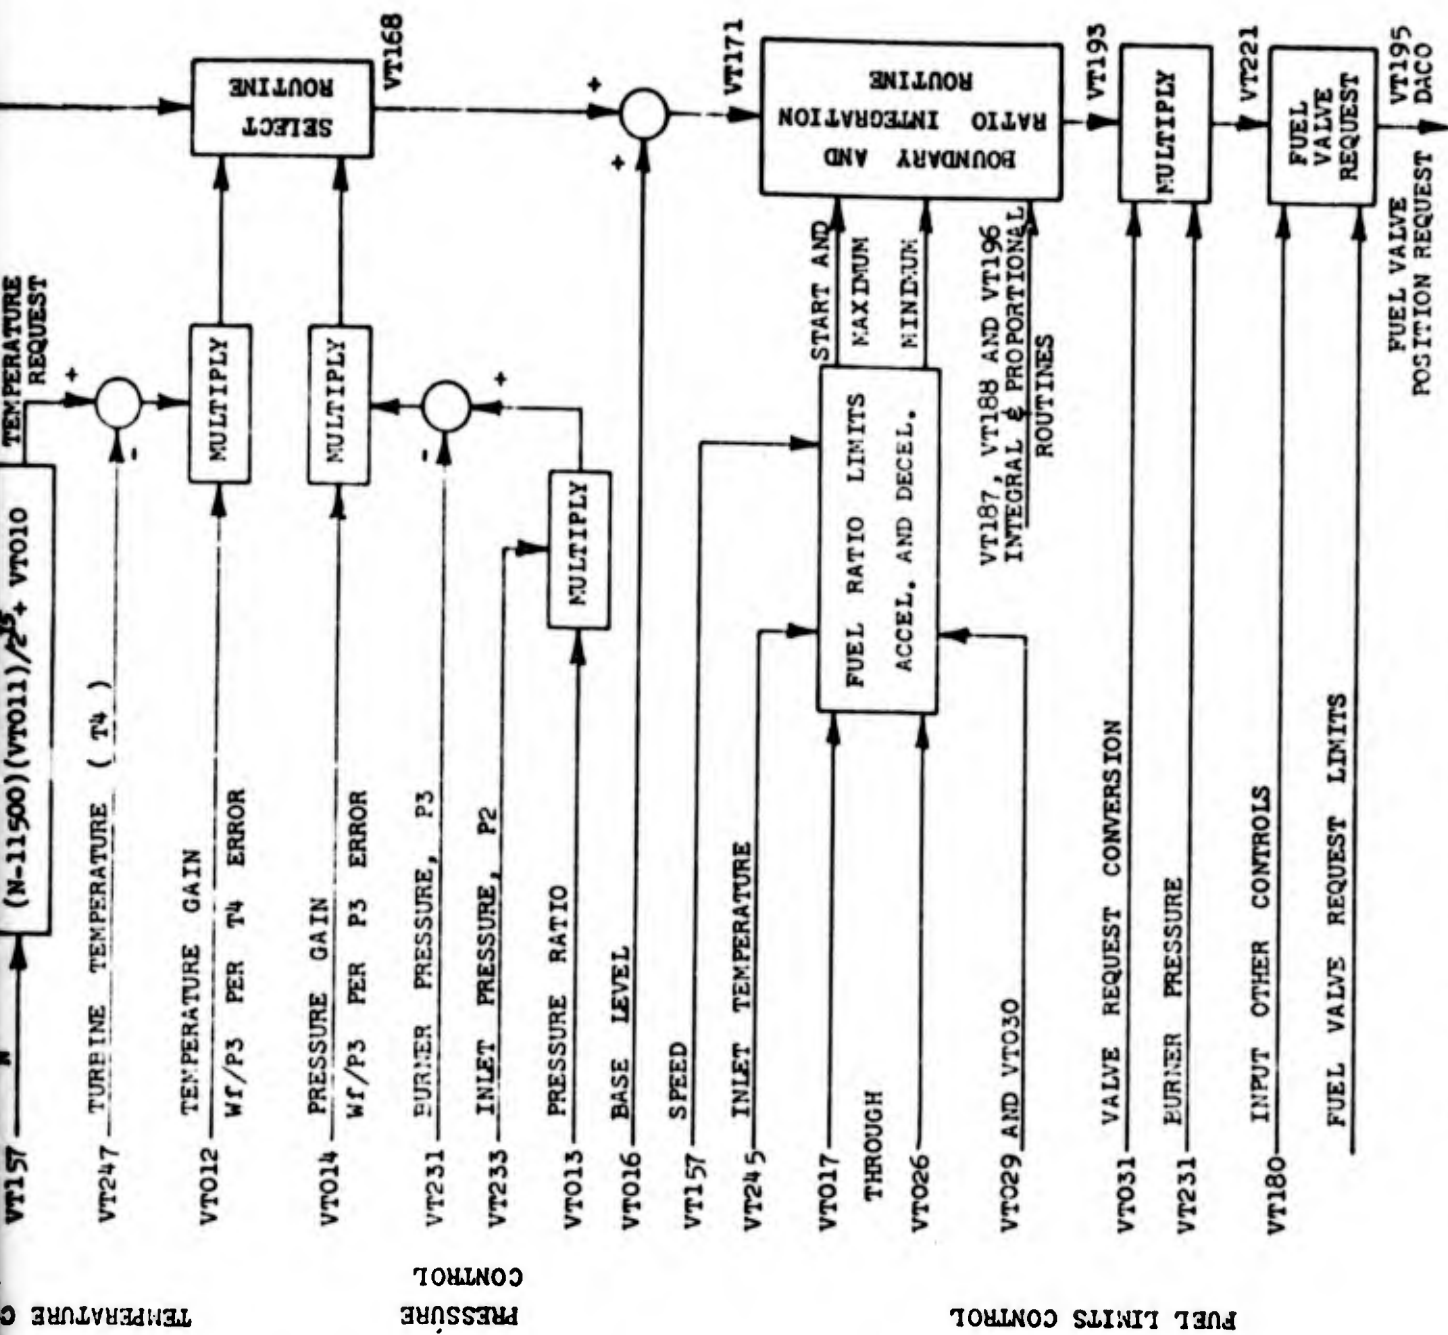 TEMPERATURE
REQUEST
(N-11500)(VT011)/2^15 + VT010
VT157
N
VT247
TURBINE TEMPERATURE ( T4 )
+
-
VT012
TEMPERATURE GAIN
Wf/P3 PER T4 ERROR
MULTIPLY
VT014
PRESSURE GAIN
Wf/P3 PER P3 ERROR
MULTIPLY
SELECT
ROUTINE
VT168
VT231
BURNER PRESSURE, P3
-
+
VT233
INLET PRESSURE, P2
VT013
PRESSURE RATIO
MULTIPLY
VT016
BASE LEVEL
+
+
VT171
VT157
SPEED
VT245
INLET TEMPERATURE
VT017
THROUGH
VT026
VT029 AND VT030
FUEL RATIO LIMITS
ACCEL. AND DECEL.
START AND
MAXIMUM
MINIMUM
VT187, VT188 AND VT196
INTEGRAL & PROPORTIONAL
ROUTINES
BOUNDARY AND
RATIO INTEGRATION
ROUTINE
VT193
VT031
VALVE REQUEST CONVERSION
VT231
BURNER PRESSURE
MULTIPLY
VT221
VT180
INPUT OTHER CONTROLS
FUEL VALVE REQUEST LIMITS
FUEL
VALVE
REQUEST
VT195
DACO
FUEL VALVE
POSITION REQUEST
TEMPERATURE C
PRESSURE
CONTROL
FUEL LIMITS CONTROL